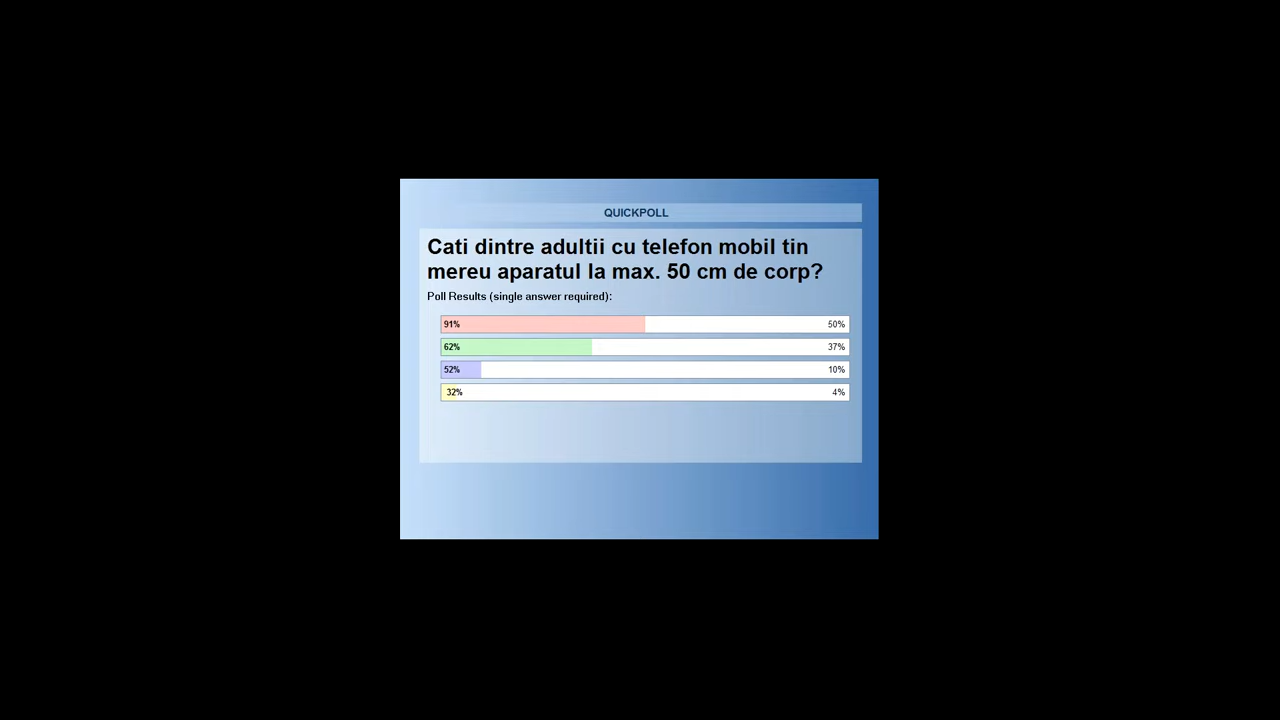 QUICKPOLL
Cati dintre adultii cu telefon mobil tin
mereu aparatul la max. 50 cm de corp?
Poll Results (single answer required):
91% 50%
62% 37%
52% 10%
32% 4%